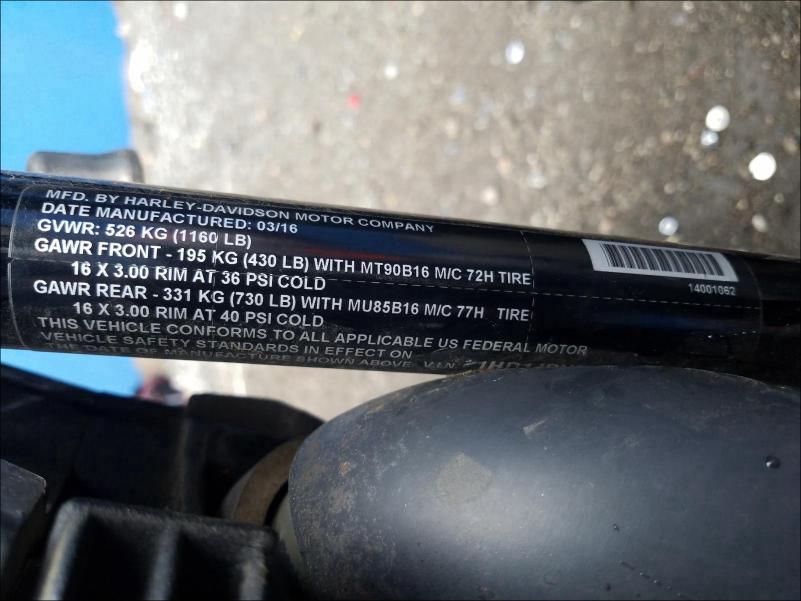 MFD. BY HARLEY-DAVIDSON MOTOR COMPANY
DATE MANUFACTURED: 03/16
GVWR: 526 KG (1160 LB)
GAWR FRONT - 195 KG (430 LB) WITH MT90B16 M/C 72H TIRE
16 X 3.00 RIM AT 36 PSI COLD
GAWR REAR - 331 KG (730 LB) WITH MU85B16 M/C 77H TIRE
16 X 3.00 RIM AT 40 PSI COLD
THIS VEHICLE CONFORMS TO ALL APPLICABLE US FEDERAL MOTOR
VEHICLE SAFETY STANDARDS IN EFFECT ON
THE DATE OF MANUFACTURE SHOWN ABOVE. V.I.N.
14001062